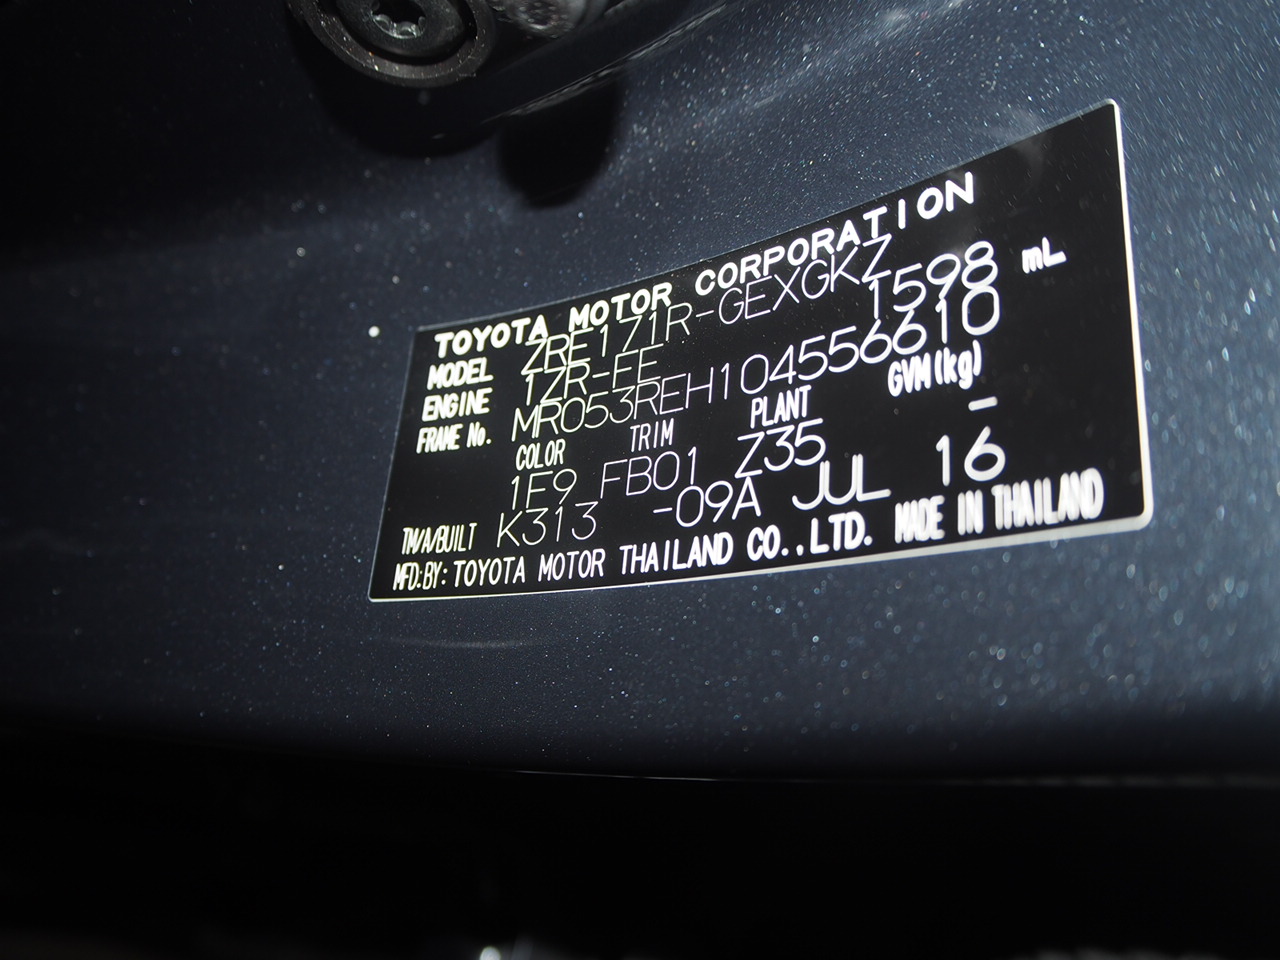 TOYOTA MOTOR CORPORATION
MODEL ZRE171R-GEXGKZ
ENGINE 1ZR-FE 1598 mL
FRAME No. MR053REH104556610
COLOR TRIM PLANT GVM(kg)
1F9 FB01 Z35 –
TM/A/BUILT K313 -09A JUL 16
MFD:BY: TOYOTA MOTOR THAILAND CO.,LTD. MADE IN THAILAND